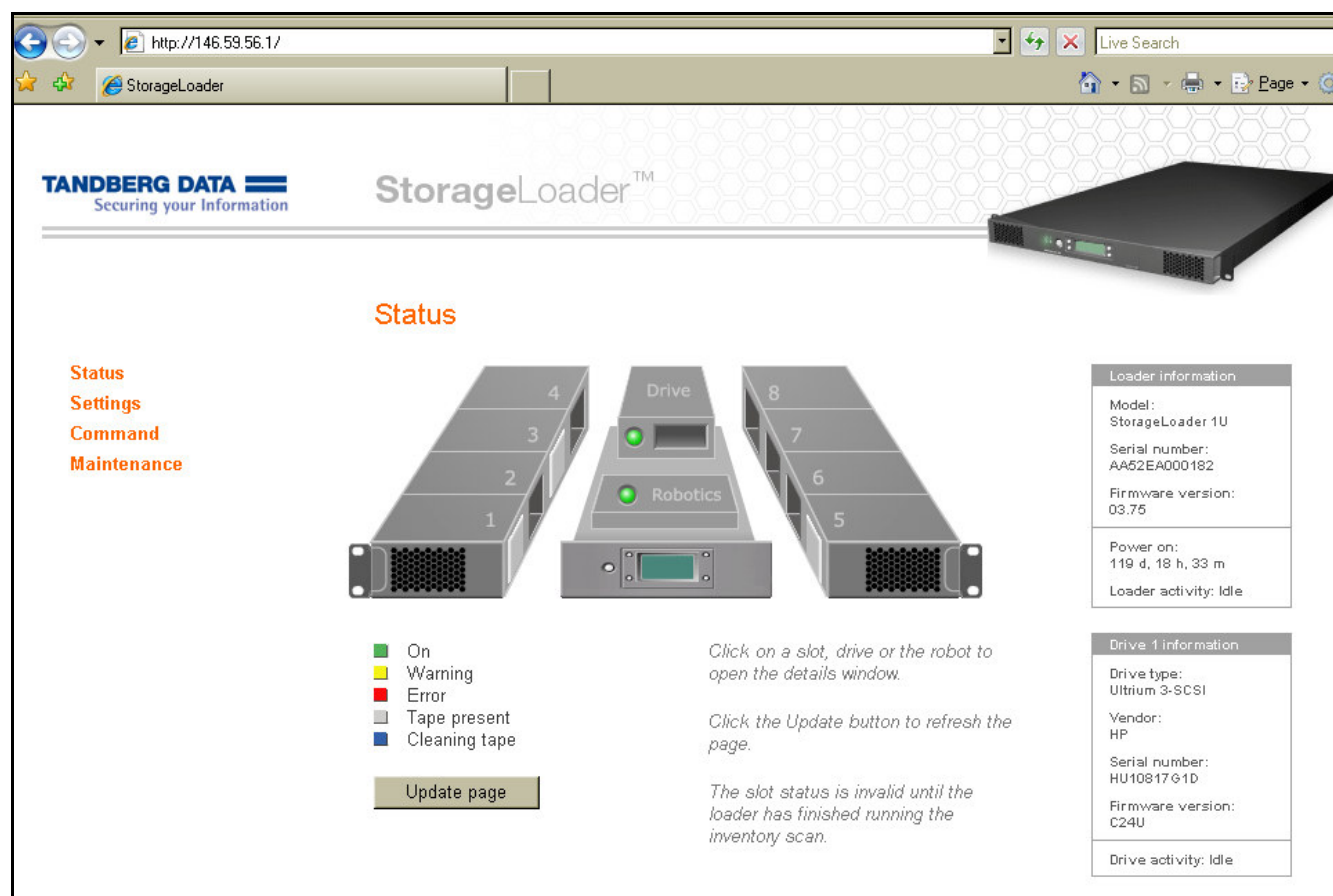 http://146.59.56.1/
Live Search
StorageLoader
Page
TANDBERG DATA
Securing your Information
StorageLoader™
Status
Status
Settings
Command
Maintenance
4
3
2
1
Drive
Robotics
8
7
6
5
On
Warning
Error
Tape present
Cleaning tape
Update page
Click on a slot, drive or the robot to
open the details window.
Click the Update button to refresh the
page.
The slot status is invalid until the
loader has finished running the
inventory scan.
Loader information
Model:
StorageLoader 1U
Serial number:
AA52EA000182
Firmware version:
03.75
Power on:
119 d, 18 h, 33 m
Loader activity: Idle
Drive 1 information
Drive type:
Ultrium 3-SCSI
Vendor:
HP
Serial number:
HU10817G1D
Firmware version:
C24U
Drive activity: Idle